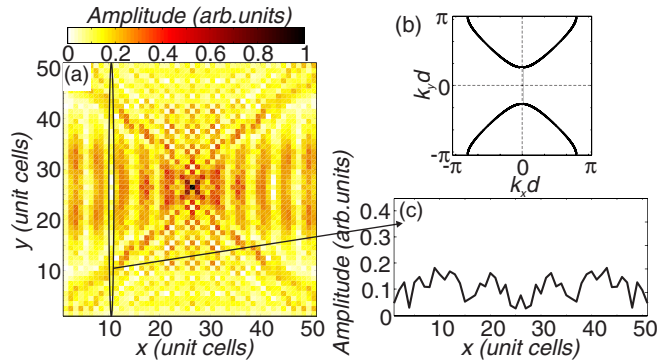 Amplitude (arb.units)
0 0.2 0.4 0.6 0.8 1
(a)
50
40
30
20
10
y (unit cells)
10 20 30 40 50
x (unit cells)
(b)
π
0
-π
kyd
-π 0 π
kxd
(c)
0.4
0.3
0.2
0.1
0
Amplitude (arb.units)
10 20 30 40 50
x (unit cells)